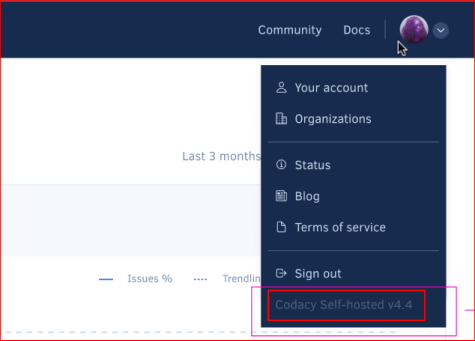 Community Docs
Your account
Organizations
Last 3 months
Status
Blog
Terms of service
Issues % Trendlin
Sign out
Codacy Self-hosted v4.4